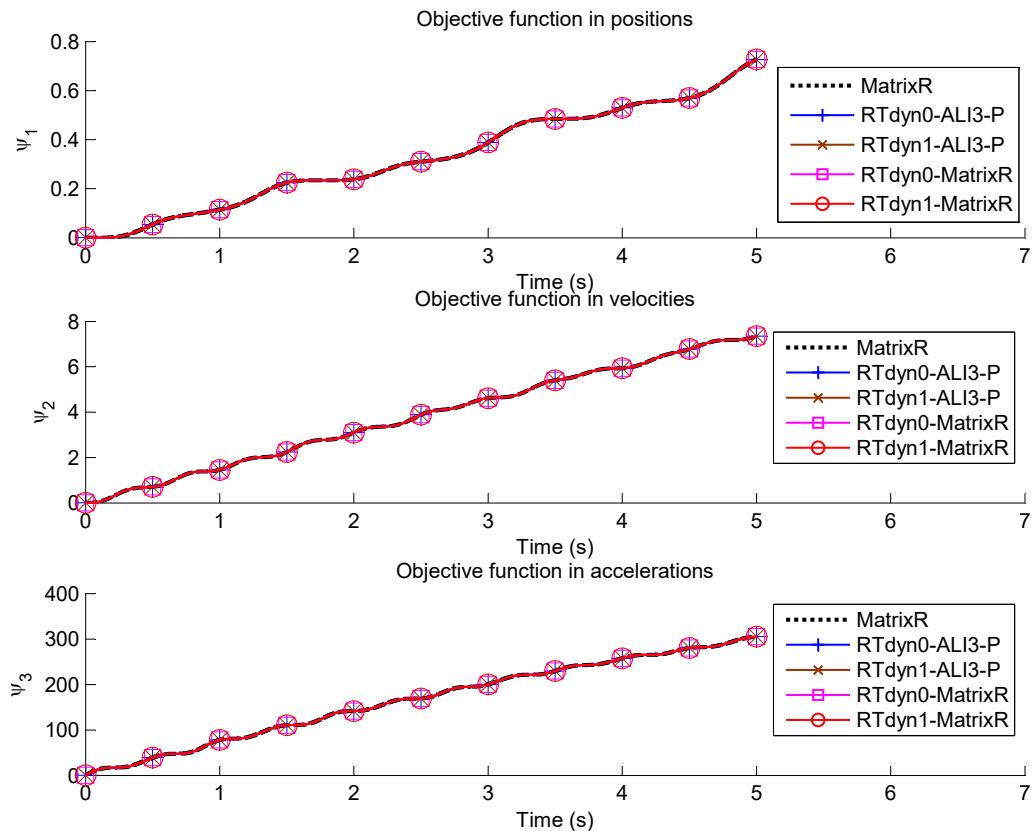 Objective function in positions
0.8
0.6
0.4
0.2
0
ψ1
0 1 2 3 4 5 6 7
Time (s)
MatrixR
RTdyn0-ALI3-P
RTdyn1-ALI3-P
RTdyn0-MatrixR
RTdyn1-MatrixR
Objective function in velocities
8
6
4
2
0
ψ2
0 1 2 3 4 5 6 7
Time (s)
MatrixR
RTdyn0-ALI3-P
RTdyn1-ALI3-P
RTdyn0-MatrixR
RTdyn1-MatrixR
Objective function in accelerations
400
300
200
100
0
ψ3
0 1 2 3 4 5 6 7
Time (s)
MatrixR
RTdyn0-ALI3-P
RTdyn1-ALI3-P
RTdyn0-MatrixR
RTdyn1-MatrixR